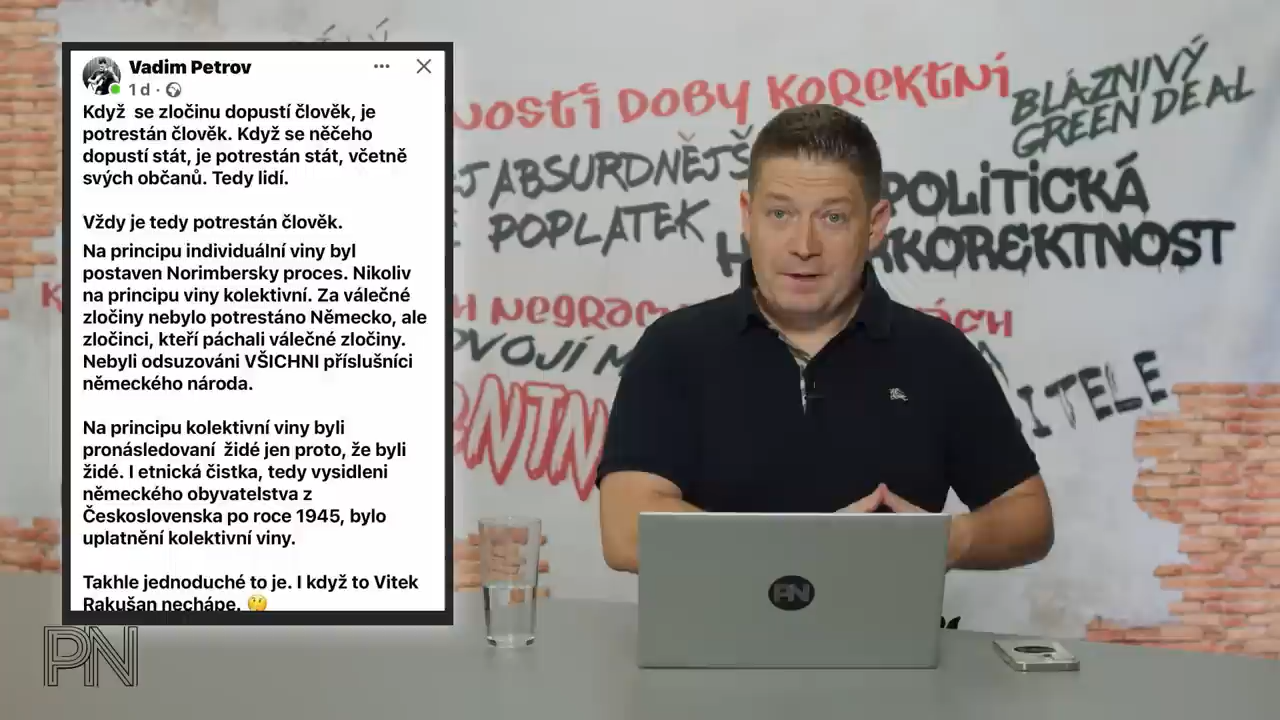 Vadim Petrov
1 d ·
Když se zločinu dopustí člověk, je
potrestán člověk. Když se něčeho
dopustí stát, je potrestán stát, včetně
svých občanů. Tedy lidí.
Vždy je tedy potrestán člověk.
Na principu individuální viny byl
postaven Norimbersky proces. Nikoliv
na principu viny kolektivní. Za válečné
zločiny nebylo potrestáno Německo, ale
zločinci, kteří páchali válečné zločiny.
Nebyli odsuzováni VŠICHNI příslušníci
německého národa.
Na principu kolektivní viny byli
pronásledovaní židé jen proto, že byli
židé. I etnická čistka, tedy vysidleni
německého obyvatelstva z
Československa po roce 1945, bylo
uplatnění kolektivní viny.
Takhle jednoduché to je. I když to Vitek
Rakušan nechápe. 🤔
PN
DOBY KOREKTNÍ
BLÁZNIVÝ
GREEN DEAL
POPLATEK
POLITICKÁ
KOREKTNOST
PN